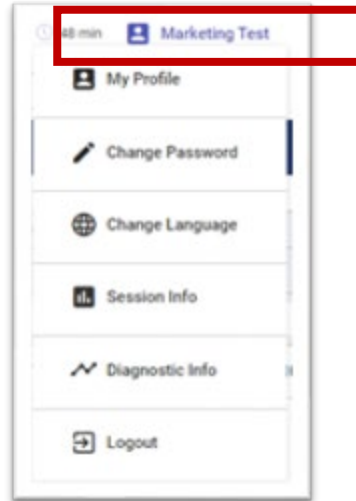 48 min Marketing Test
My Profile
Change Password
Change Language
Session Info
Diagnostic Info
Logout